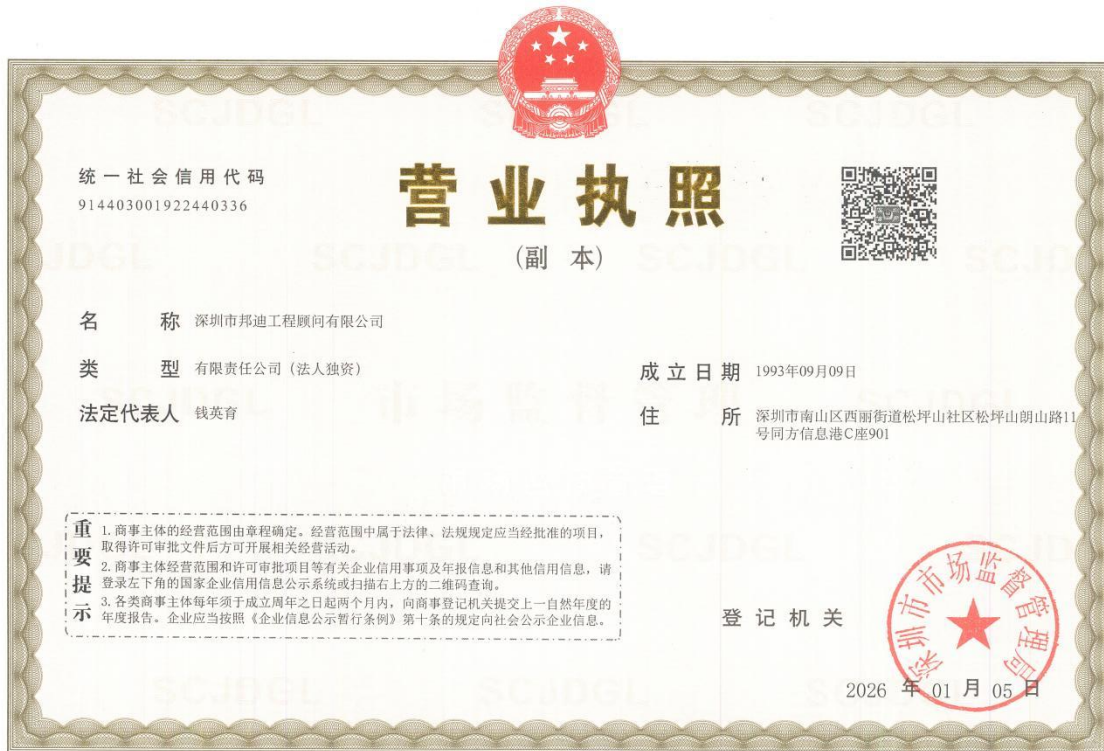 统一社会信用代码
914403001922440336
营业执照
(副 本)
名 称 深圳市邦迪工程顾问有限公司
类 型 有限责任公司(法人独资)
法定代表人 钱英育
成立日期 1993年09月09日
住 所 深圳市南山区西丽街道松坪山社区松坪山朗山路11
号同方信息港C座901
重要提示
1. 商事主体的经营范围由章程确定。经营范围中属于法律、法规规定应当经批准的项目,
取得许可审批文件后方可开展相关经营活动。
2. 商事主体经营范围和许可审批项目等有关企业信用事项及年报信息和其他信用信息,请
登录左下角的国家企业信用信息公示系统或扫描右上方的二维码查询。
3. 各类商事主体每年须于成立周年之日起两个月内,向商事登记机关提交上一自然年度的
年度报告。企业应当按照《企业信息公示暂行条例》第十条的规定向社会公示企业信息。
登记机关
深圳市市场监督管理局
2026 年 01 月 05 日
SCJDGL